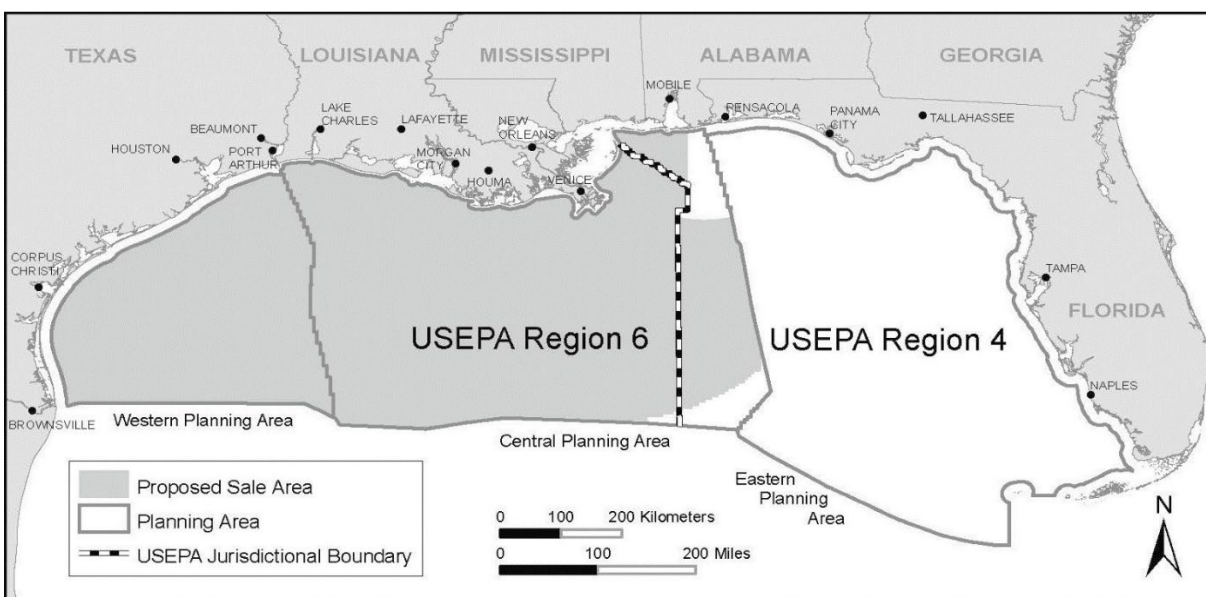 TEXAS
LOUISIANA
MISSISSIPPI
ALABAMA
GEORGIA
MOBILE
PENSACOLA
PANAMA
CITY
TALLAHASSEE
LAKE
CHARLES
LAFAYETTE
NEW
ORLEANS
BEAUMONT
HOUSTON
PORT
ARTHUR
MORGAN
CITY
HOUMA
VENICE
CORPUS
CHRISTI
TAMPA
FLORIDA
USEPA Region 6
USEPA Region 4
NAPLES
BROWNSVILLE
Western Planning Area
Central Planning Area
Eastern
Planning
Area
Proposed Sale Area
Planning Area
USEPA Jurisdictional Boundary
0 100 200 Kilometers
0 100 200 Miles
N